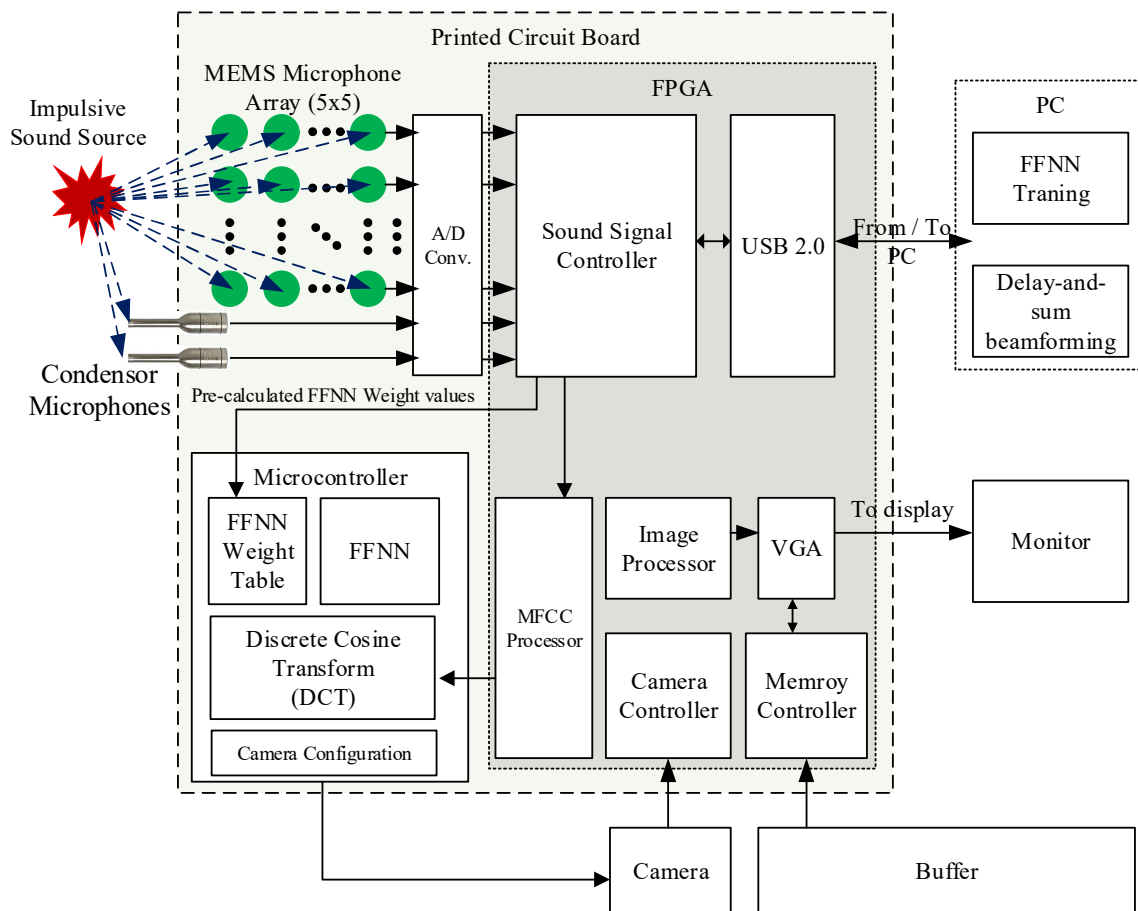 Printed Circuit Board
MEMS Microphone
Array (5x5)
FPGA
Impulsive
Sound Source
PC
FFNN
Traning
A/D
Conv.
Sound Signal
Controller
USB 2.0
From / To
PC
Delay-and-
sum
beamforming
Condensor
Microphones
Pre-calculated FFNN Weight values
Microcontroller
FFNN
Weight
Table
FFNN
Image
Processor
VGA
To display
Monitor
MFCC
Processor
Discrete Cosine
Transform
(DCT)
Camera
Controller
Memroy
Controller
Camera Configuration
Camera
Buffer